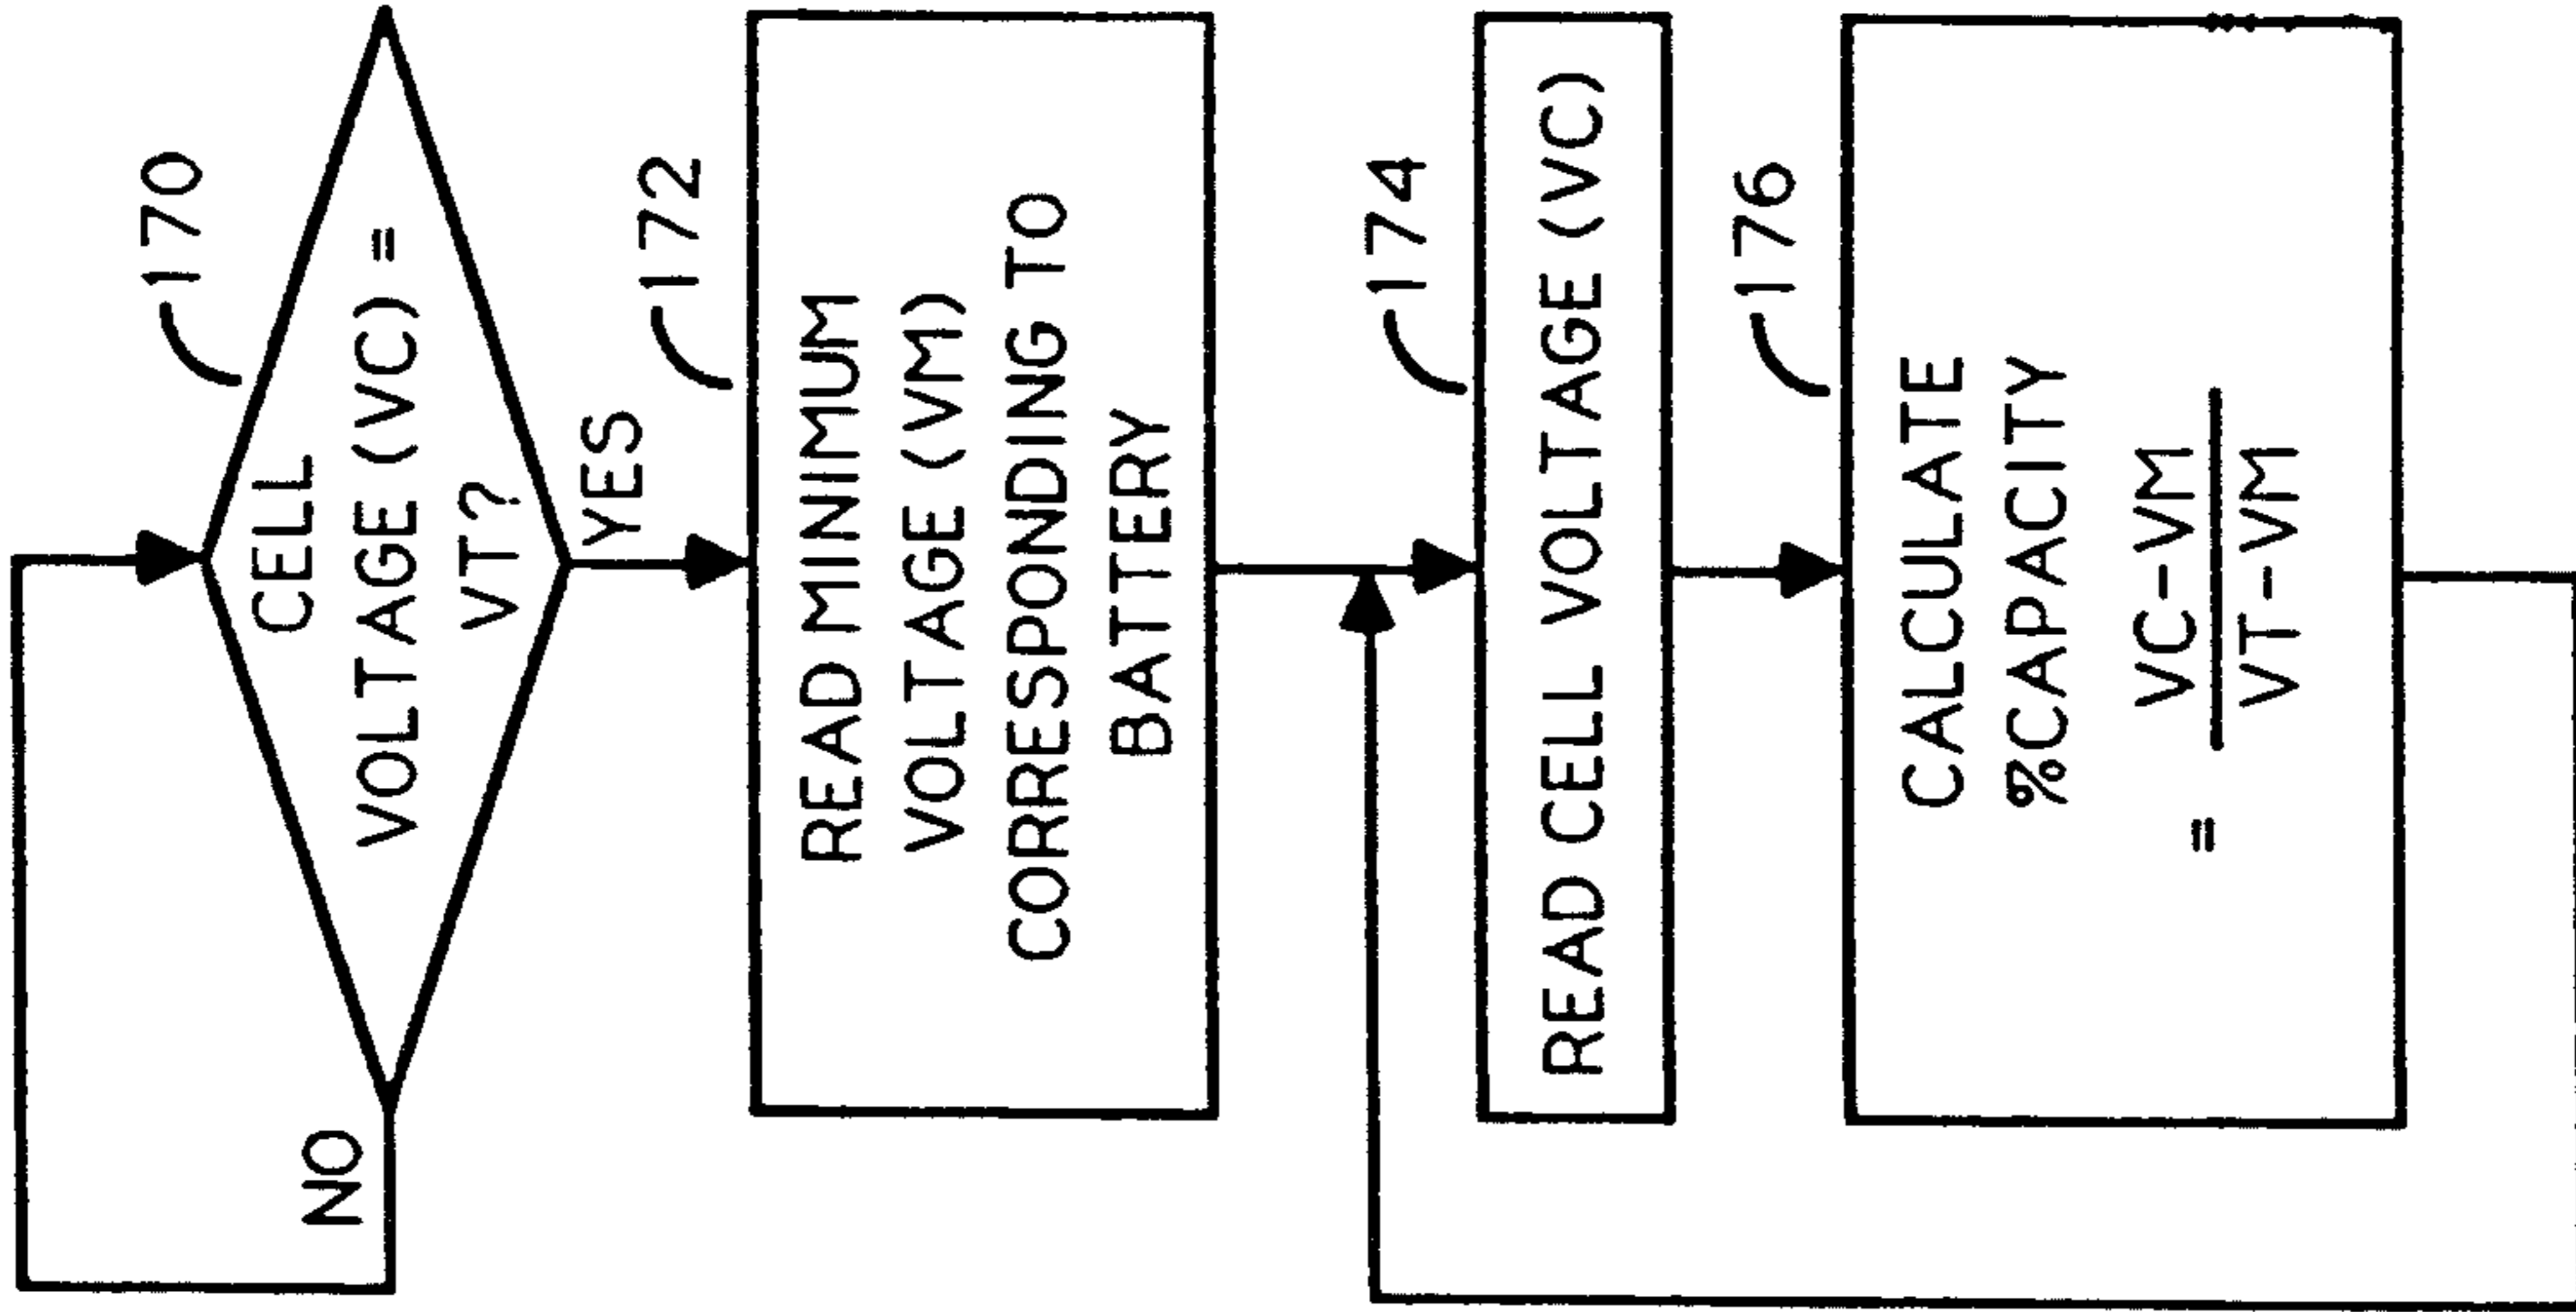 170
CELL
VOLTAGE (VC) =
VT?
NO
YES
172
READ MINIMUM
VOLTAGE (VM)
CORRESPONDING TO
BATTERY
174
READ CELL VOLTAGE (VC)
176
CALCULATE
%CAPACITY
= VC-VM
VT-VM